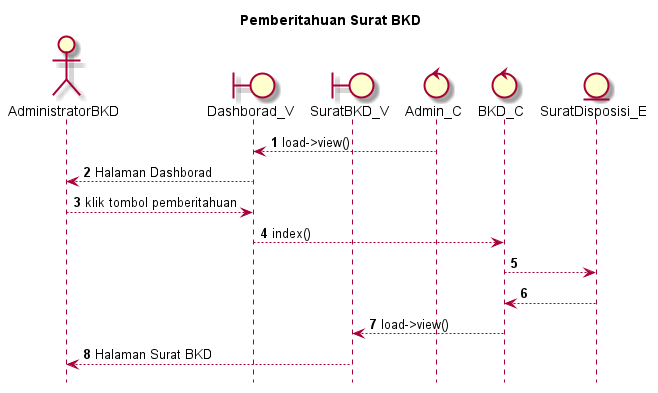 Pemberitahuan Surat BKD
AdministratorBKD
Dashborad_V
SuratBKD_V
Admin_C
BKD_C
SuratDisposisi_E
1 load->view()
2 Halaman Dashborad
3 klik tombol pemberitahuan
4 index()
5
6
7 load->view()
8 Halaman Surat BKD